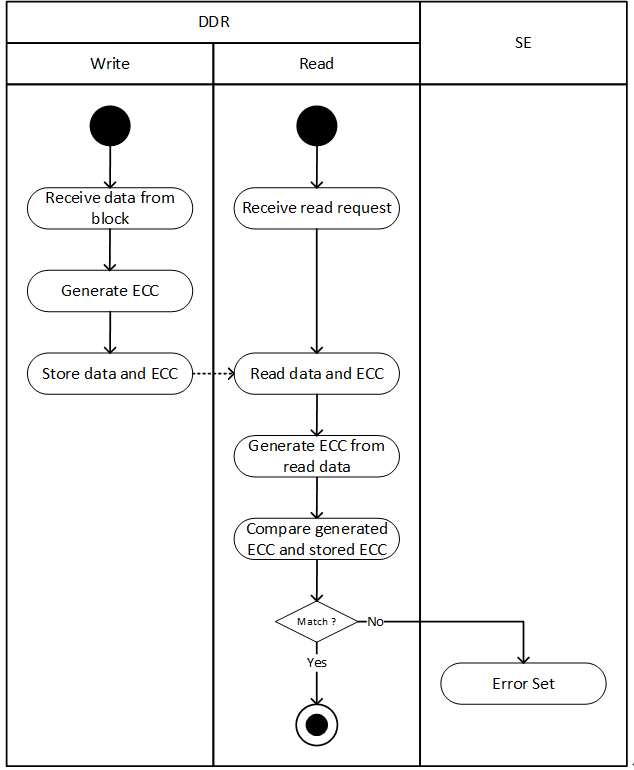 DDR
SE
Write
Read
Receive data from
block
Receive read request
Generate ECC
Store data and ECC
Read data and ECC
Generate ECC from
read data
Compare generated
ECC and stored ECC
Match ?
No
Yes
Error Set